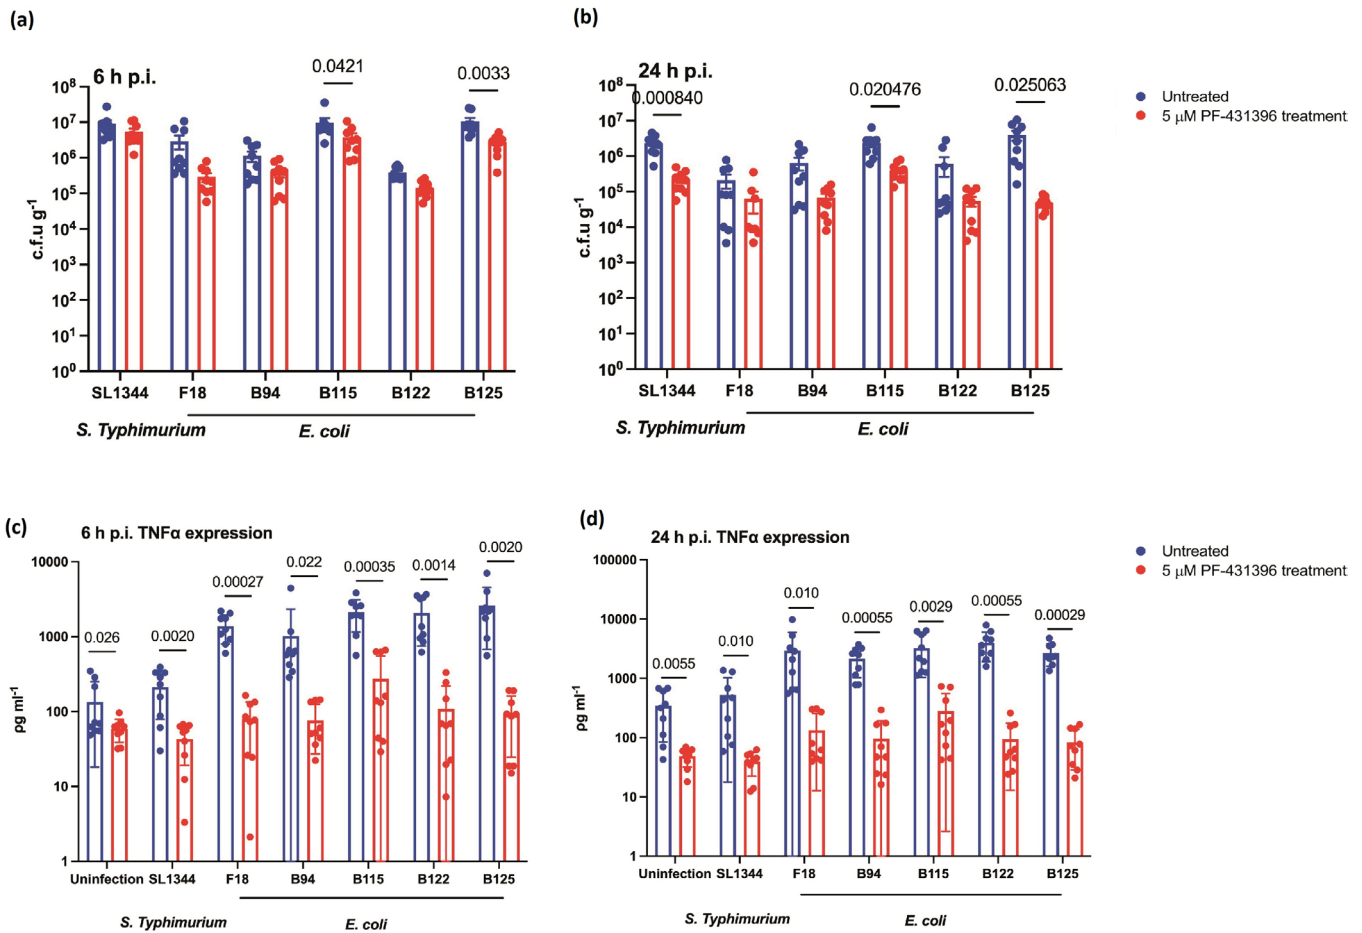 (a)
6 h p.i.
0.0421
0.0033
c.f.u g-1
10⁸
10⁷
10⁶
10⁵
10⁴
10³
10²
10¹
10⁰
SL1344 F18 B94 B115 B122 B125
S. Typhimurium E. coli
(b)
24 h p.i.
0.000840
0.020476
0.025063
c.f.u g-1
10⁸
10⁷
10⁶
10⁵
10⁴
10³
10²
10¹
10⁰
SL1344 F18 B94 B115 B122 B125
S. Typhimurium E. coli
Untreated
5 μM PF-431396 treatment
(c)
6 h p.i. TNFα expression
0.026 0.0020 0.00027 0.022 0.00035 0.0014 0.0020
ρg ml-1
10000
1000
100
10
1
Uninfection SL1344 F18 B94 B115 B122 B125
S. Typhimurium E. coli
(d)
24 h p.i. TNFα expression
0.0055 0.010 0.010 0.00055 0.0029 0.00055 0.00029
ρg ml-1
100000
10000
1000
100
10
1
Uninfection SL1344 F18 B94 B115 B122 B125
S. Typhimurium E. coli
Untreated
5 μM PF-431396 treatment